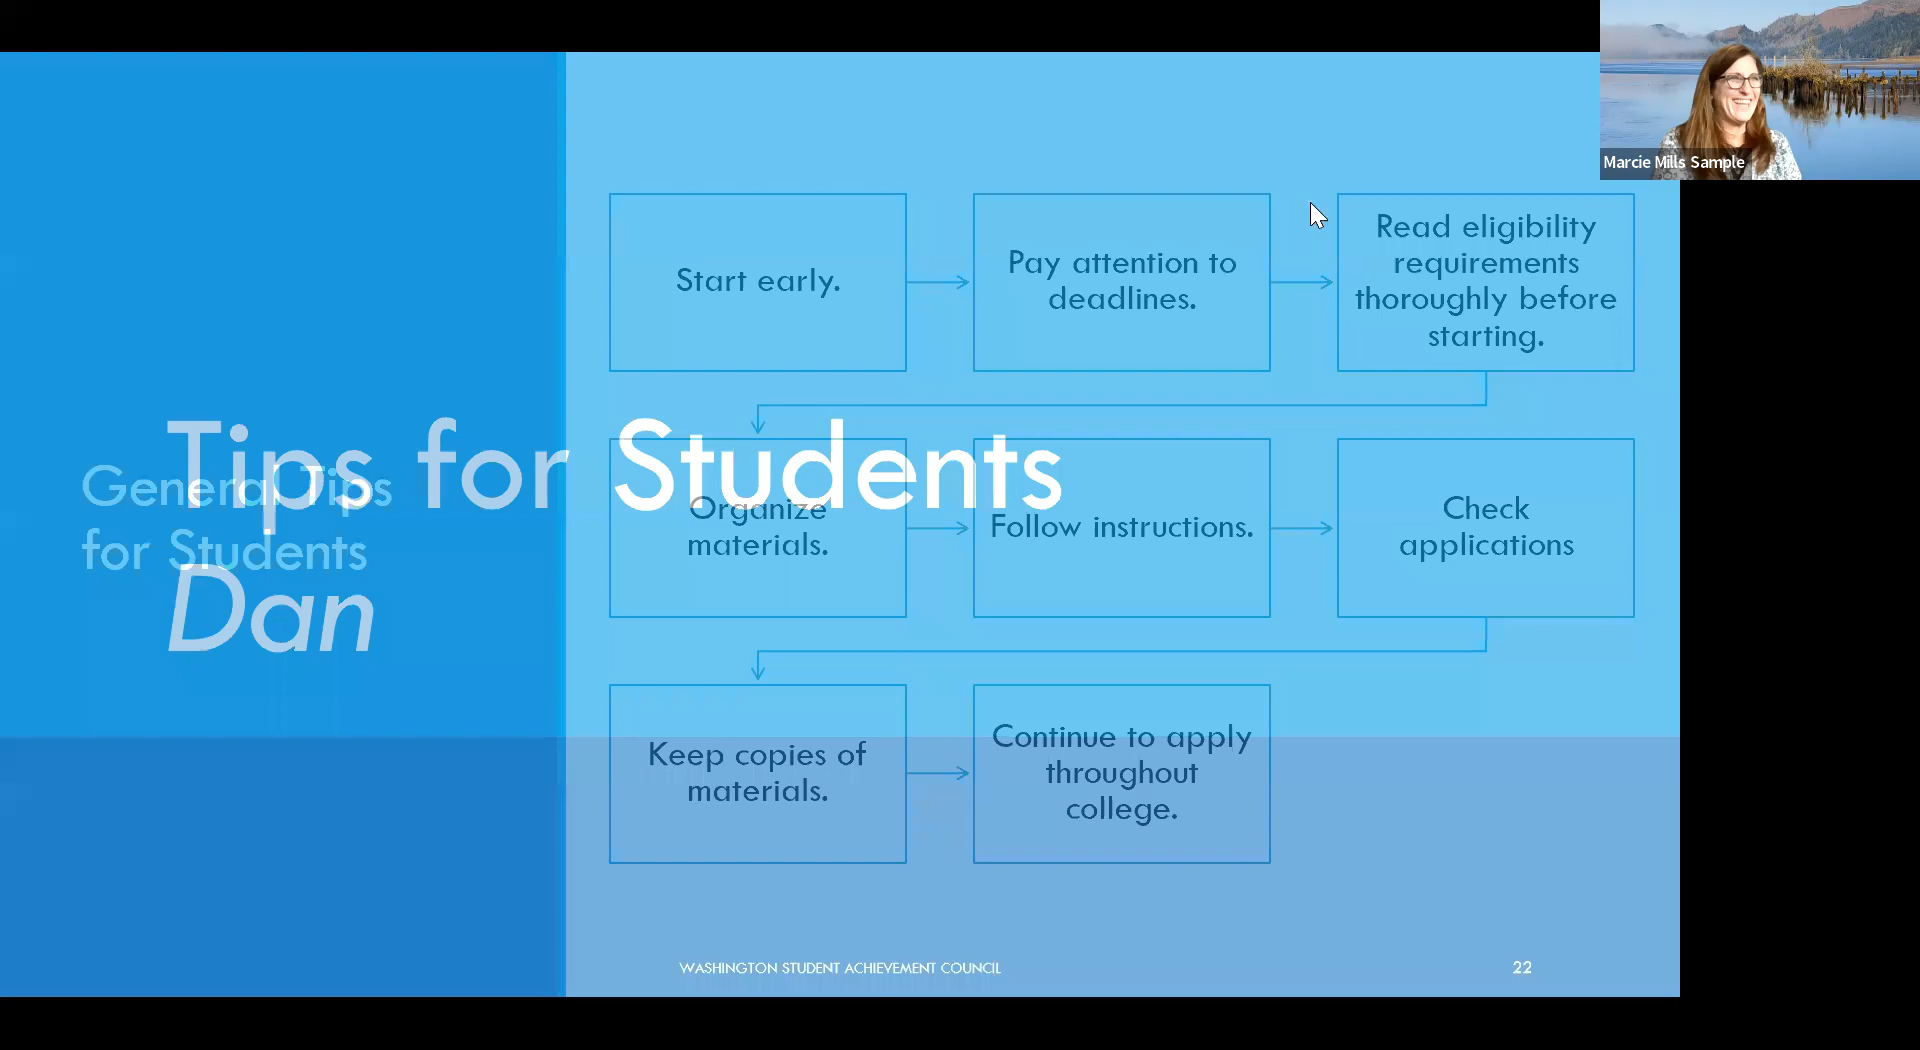 Marcie Mills Sample
Tips for Students
Dan
General Tips
for Students
Start early.
Pay attention to
deadlines.
Read eligibility
requirements
thoroughly before
starting.
Organize
materials.
Follow instructions.
Check
applications
Keep copies of
materials.
Continue to apply
throughout
college.
WASHINGTON STUDENT ACHIEVEMENT COUNCIL
22